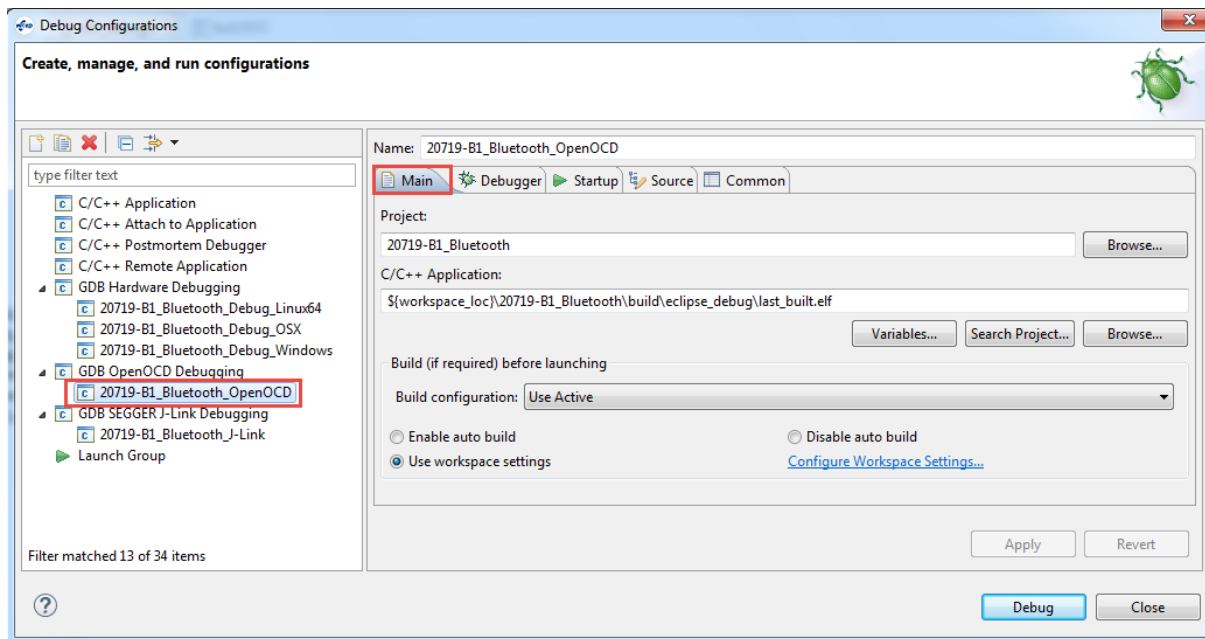 Debug Configurations
Create, manage, and run configurations
type filter text
C/C++ Application
C/C++ Attach to Application
C/C++ Postmortem Debugger
C/C++ Remote Application
GDB Hardware Debugging
20719-B1_Bluetooth_Debug_Linux64
20719-B1_Bluetooth_Debug_OSX
20719-B1_Bluetooth_Debug_Windows
GDB OpenOCD Debugging
20719-B1_Bluetooth_OpenOCD
GDB SEGGER J-Link Debugging
20719-B1_Bluetooth_J-Link
Launch Group
Filter matched 13 of 34 items
Name: 20719-B1_Bluetooth_OpenOCD
Main Debugger Startup Source Common
Project:
20719-B1_Bluetooth Browse...
C/C++ Application:
${workspace_loc}\20719-B1_Bluetooth\build\eclipse_debug\last_built.elf
Variables... Search Project... Browse...
Build (if required) before launching
Build configuration: Use Active
Enable auto build Disable auto build
Use workspace settings Configure Workspace Settings...
Apply Revert
Debug Close